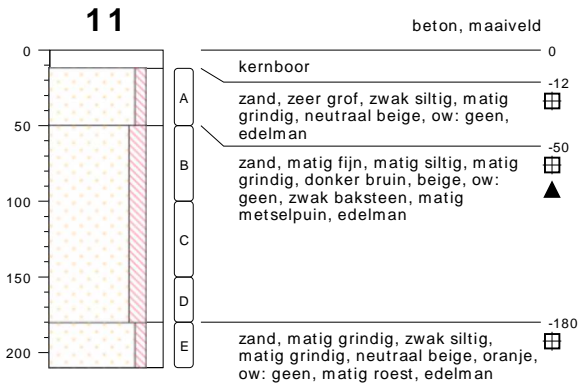 11
beton, maaiveld
0
0
kernboor
-12
A
zand, zeer grof, zwak siltig, matig
grindig, neutraal beige, ow: geen,
edelman
50
-50
B
zand, matig fijn, matig siltig, matig
grindig, donker bruin, beige, ow:
geen, zwak baksteen, matig
metselpuin, edelman
100
C
150
D
-180
E
zand, matig grindig, zwak siltig,
matig grindig, neutraal beige, oranje,
ow: geen, matig roest, edelman
200